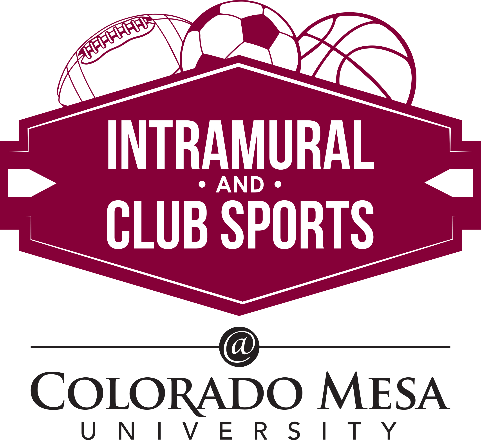 INTRAMURAL
• AND •
CLUB SPORTS
@
COLORADO MESA
UNIVERSITY